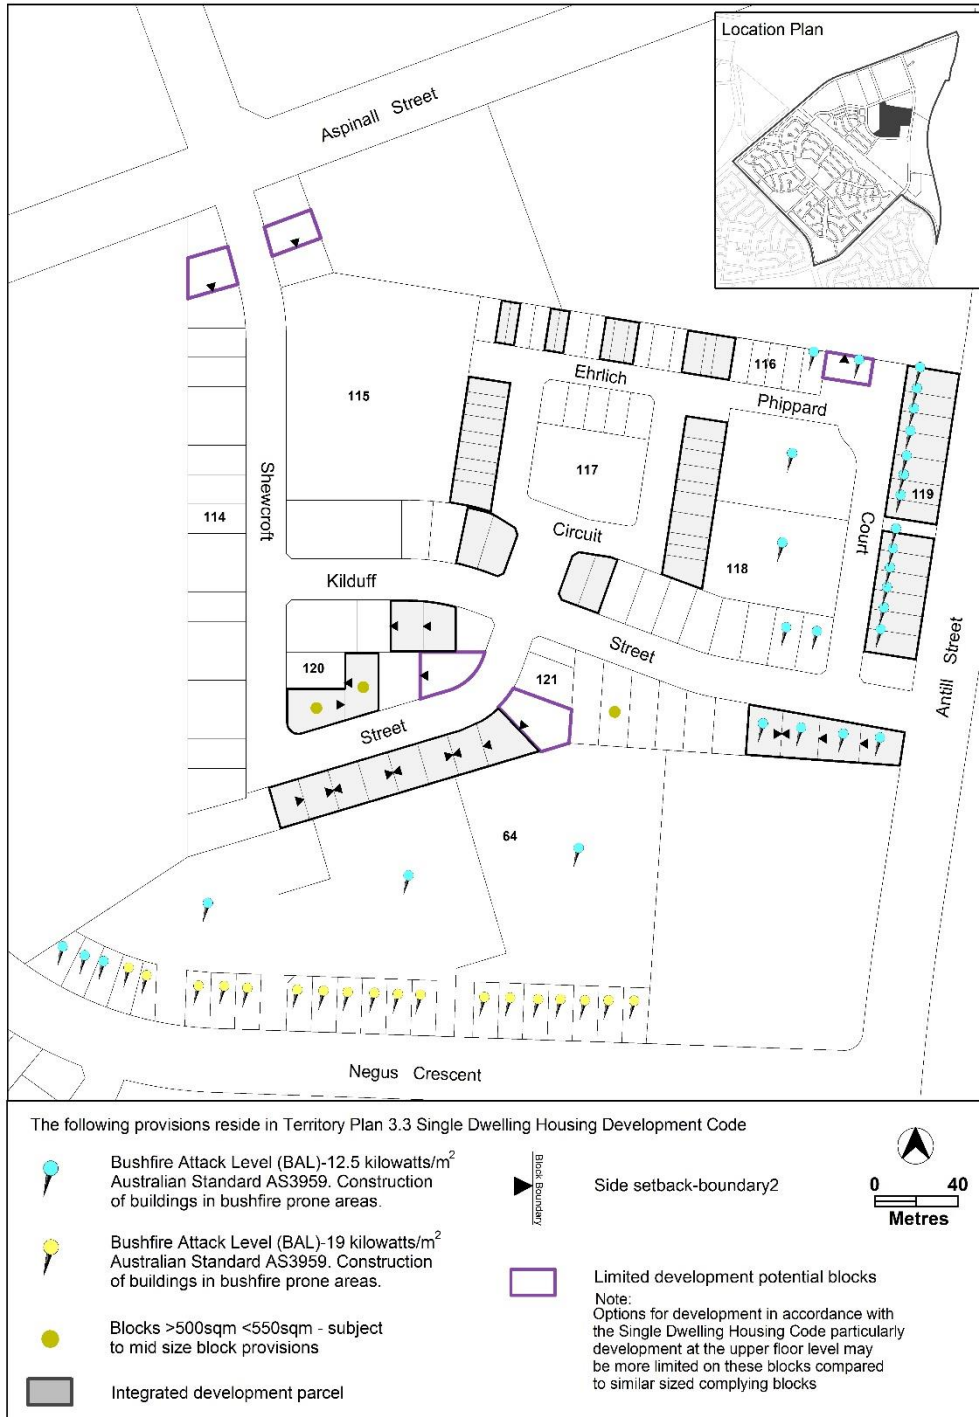 Location Plan
Aspinall Street
Ehrlich
116
Phippard
115
Shewcroft
117
119
114
Circuit
Court
118
Kilduff
Street
120
121
Antill Street
Street
64
Negus Crescent
The following provisions reside in Territory Plan 3.3 Single Dwelling Housing Development Code
Bushfire Attack Level (BAL)-12.5 kilowatts/m²
Australian Standard AS3959. Construction
of buildings in bushfire prone areas.
Bushfire Attack Level (BAL)-19 kilowatts/m²
Australian Standard AS3959. Construction
of buildings in bushfire prone areas.
Blocks >500sqm <550sqm - subject
to mid size block provisions
Integrated development parcel
Block Boundary
Side setback-boundary2
0 40
Metres
Limited development potential blocks
Note:
Options for development in accordance with
the Single Dwelling Housing Code particularly
development at the upper floor level may
be more limited on these blocks compared
to similar sized complying blocks